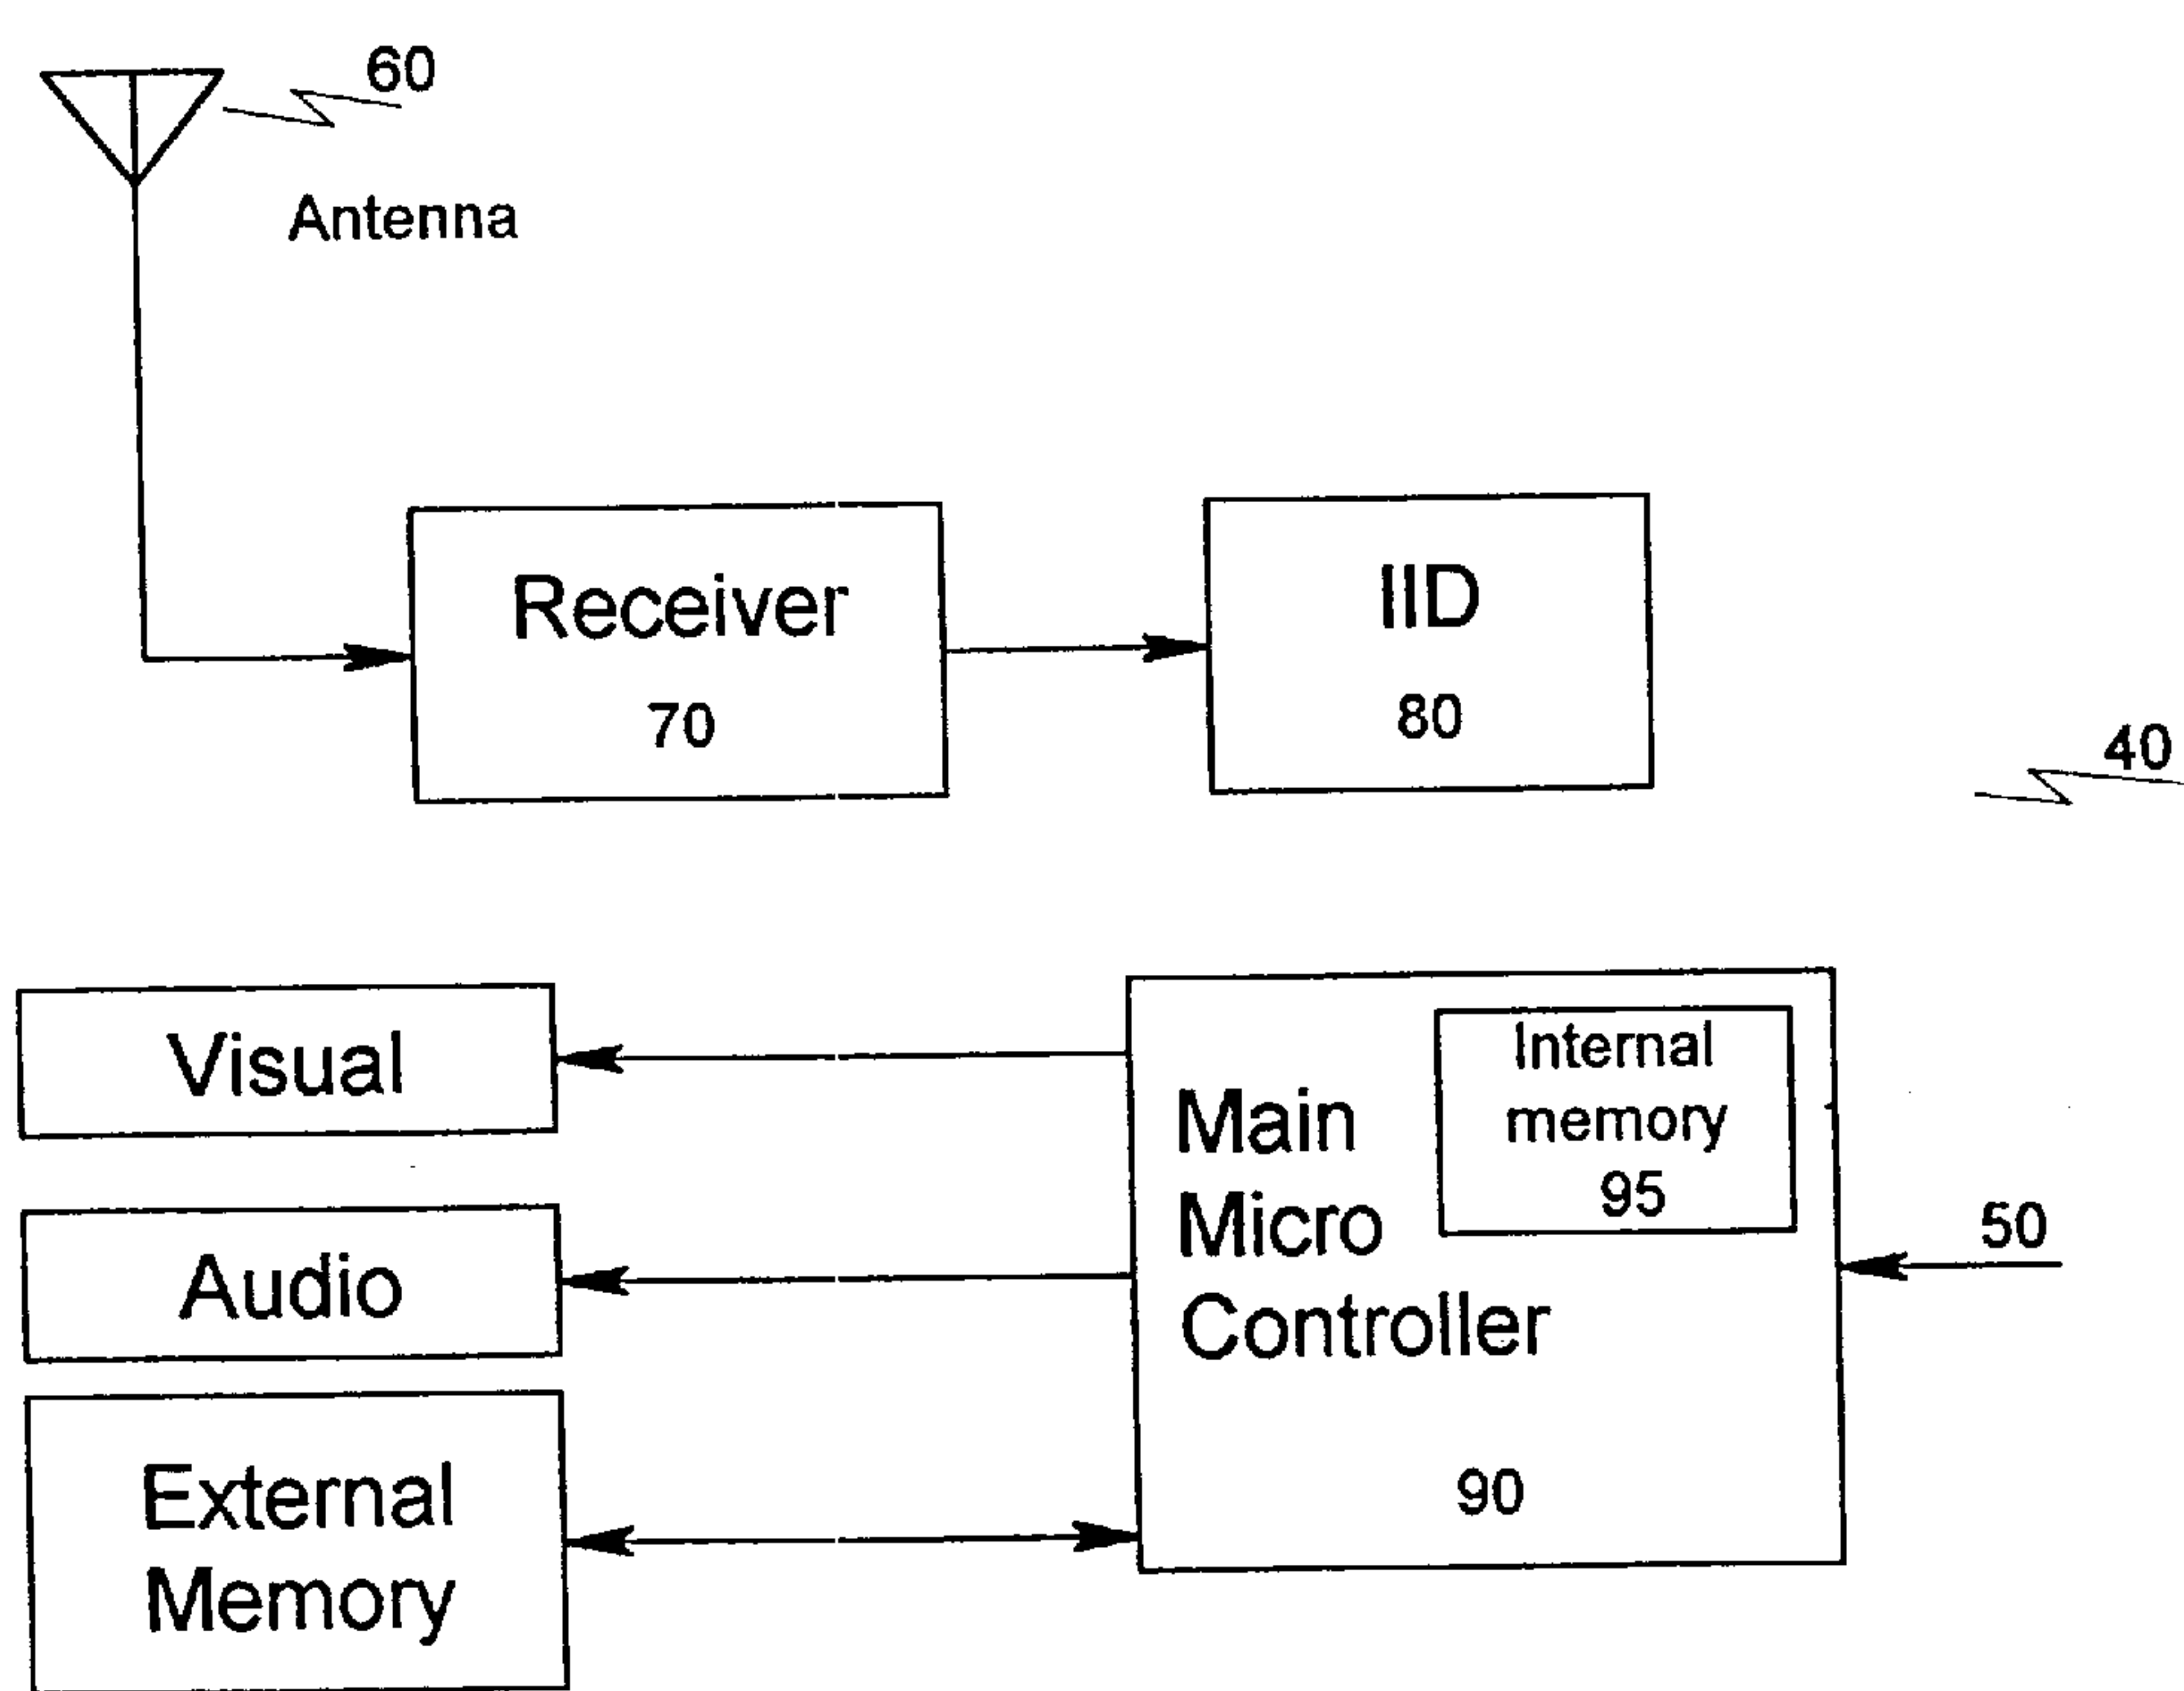 60
Antenna
Receiver
70
IID
80
40
Visual
Audio
External
Memory
Main
Micro
Controller
90
Internal
memory
95
50